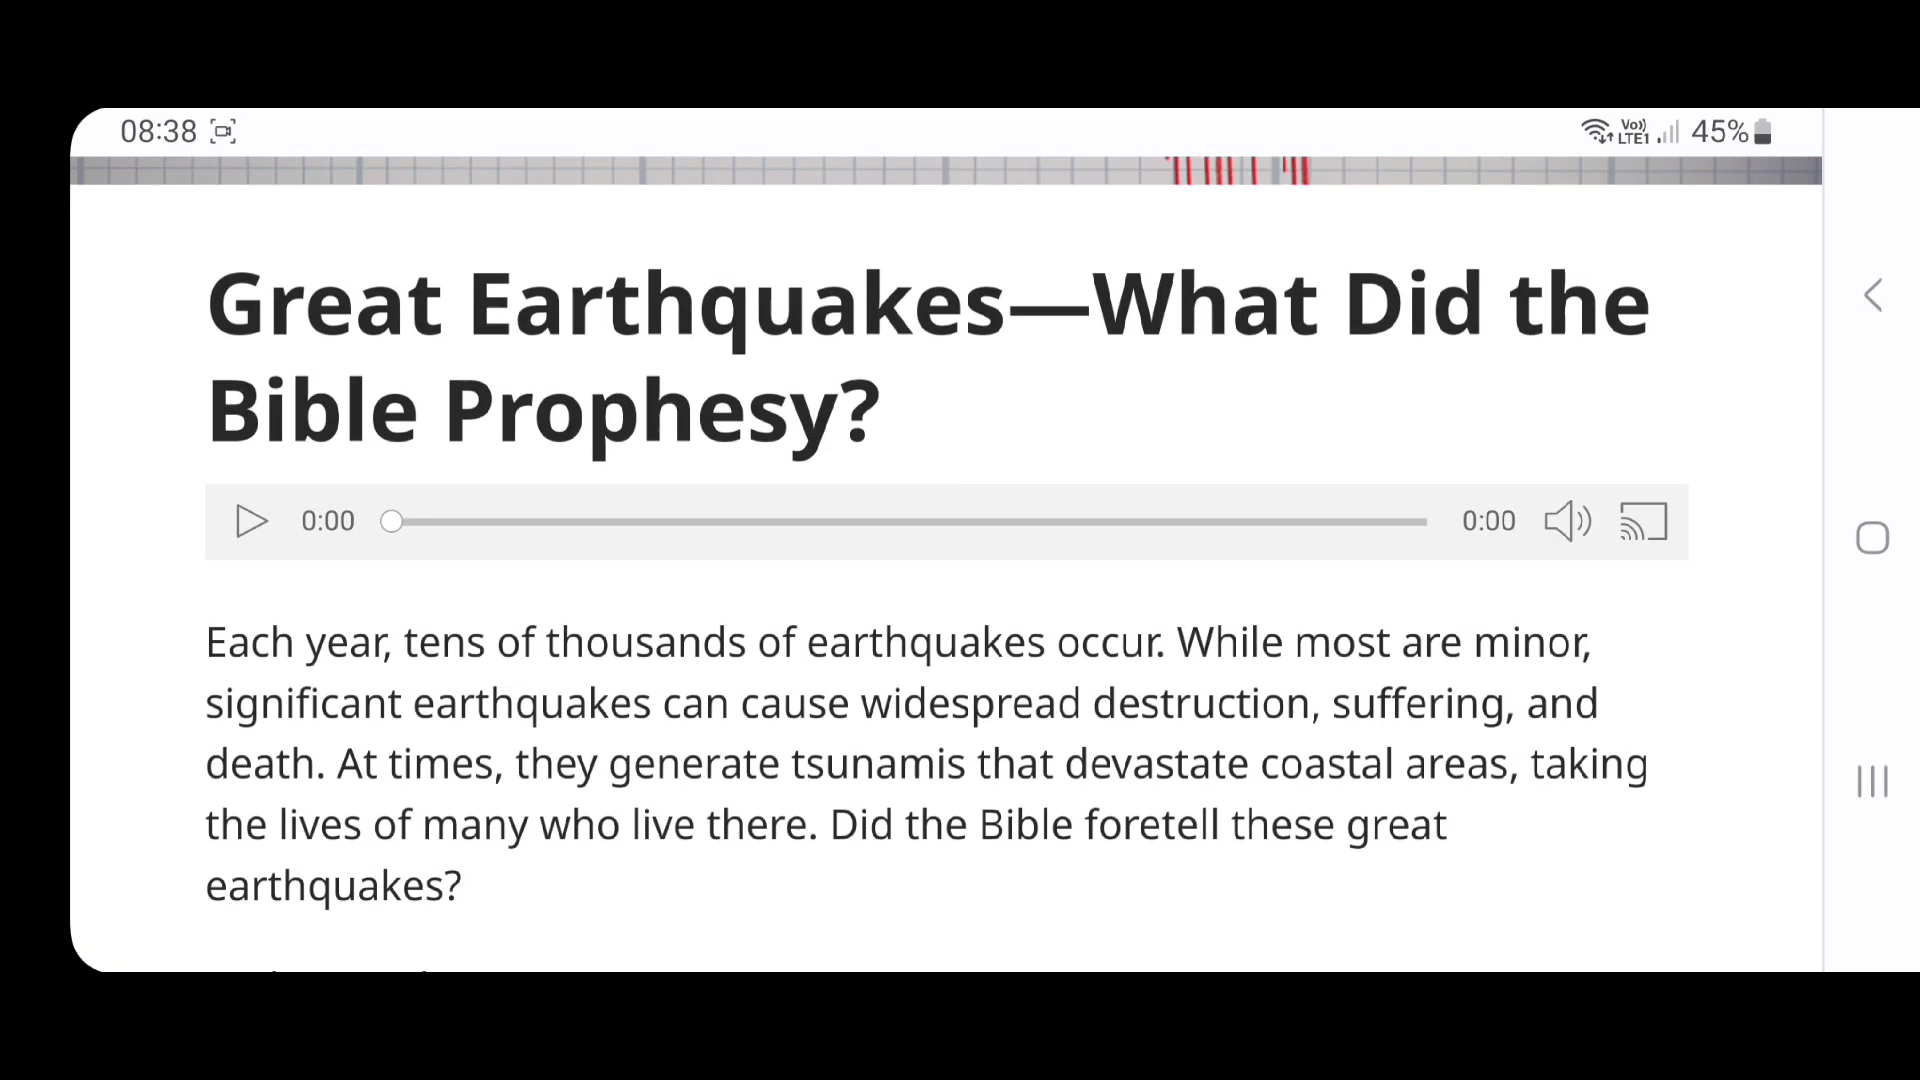 08:38 Vo)) LTE1 45%
Great Earthquakes—What Did the
Bible Prophesy?
0:00 0:00
Each year, tens of thousands of earthquakes occur. While most are minor,
significant earthquakes can cause widespread destruction, suffering, and
death. At times, they generate tsunamis that devastate coastal areas, taking
the lives of many who live there. Did the Bible foretell these great
earthquakes?